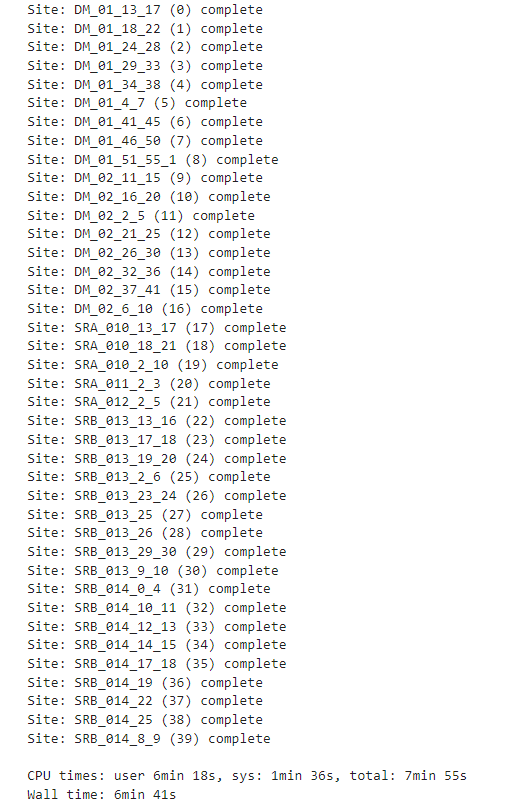 Site: DM_01_13_17 (0) complete
Site: DM_01_18_22 (1) complete
Site: DM_01_24_28 (2) complete
Site: DM_01_29_33 (3) complete
Site: DM_01_34_38 (4) complete
Site: DM_01_4_7 (5) complete
Site: DM_01_41_45 (6) complete
Site: DM_01_46_50 (7) complete
Site: DM_01_51_55_1 (8) complete
Site: DM_02_11_15 (9) complete
Site: DM_02_16_20 (10) complete
Site: DM_02_2_5 (11) complete
Site: DM_02_21_25 (12) complete
Site: DM_02_26_30 (13) complete
Site: DM_02_32_36 (14) complete
Site: DM_02_37_41 (15) complete
Site: DM_02_6_10 (16) complete
Site: SRA_010_13_17 (17) complete
Site: SRA_010_18_21 (18) complete
Site: SRA_010_2_10 (19) complete
Site: SRA_011_2_3 (20) complete
Site: SRA_012_2_5 (21) complete
Site: SRB_013_13_16 (22) complete
Site: SRB_013_17_18 (23) complete
Site: SRB_013_19_20 (24) complete
Site: SRB_013_2_6 (25) complete
Site: SRB_013_23_24 (26) complete
Site: SRB_013_25 (27) complete
Site: SRB_013_26 (28) complete
Site: SRB_013_29_30 (29) complete
Site: SRB_013_9_10 (30) complete
Site: SRB_014_0_4 (31) complete
Site: SRB_014_10_11 (32) complete
Site: SRB_014_12_13 (33) complete
Site: SRB_014_14_15 (34) complete
Site: SRB_014_17_18 (35) complete
Site: SRB_014_19 (36) complete
Site: SRB_014_22 (37) complete
Site: SRB_014_25 (38) complete
Site: SRB_014_8_9 (39) complete
CPU times: user 6min 18s, sys: 1min 36s, total: 7min 55s
Wall time: 6min 41s